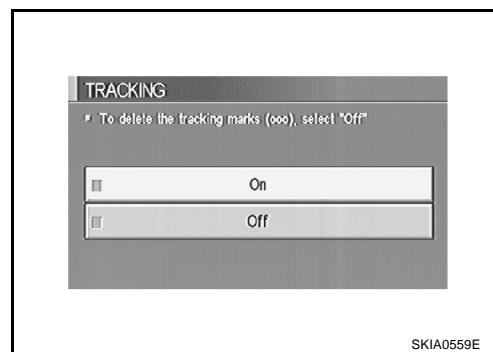 TRACKING
To delete the tracking marks (ooo), select "Off"
On
Off
SKIA0559E